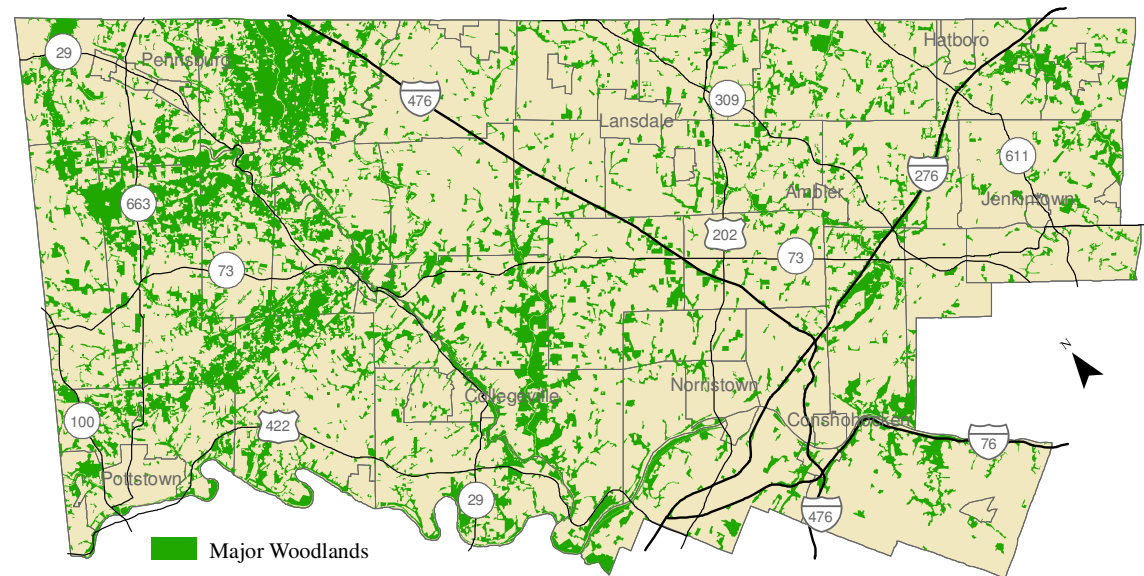 Hatboro
29
Pennsburg
476
309
Lansdale
611
276
Ambler
Jenkintown
663
202
73
73
N
Norristown
Collegeville
100
422
Conshohocken
76
Pottstown
29
476
Major Woodlands